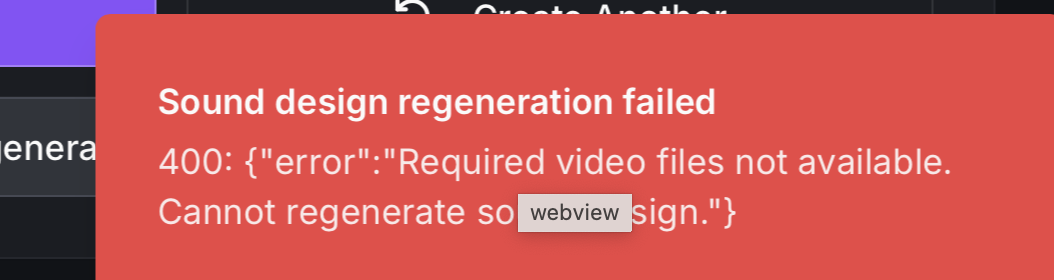 Create Another
Sound design regeneration failed
genera
400: {"error":"Required video files not available.
Cannot regenerate so webview sign."}